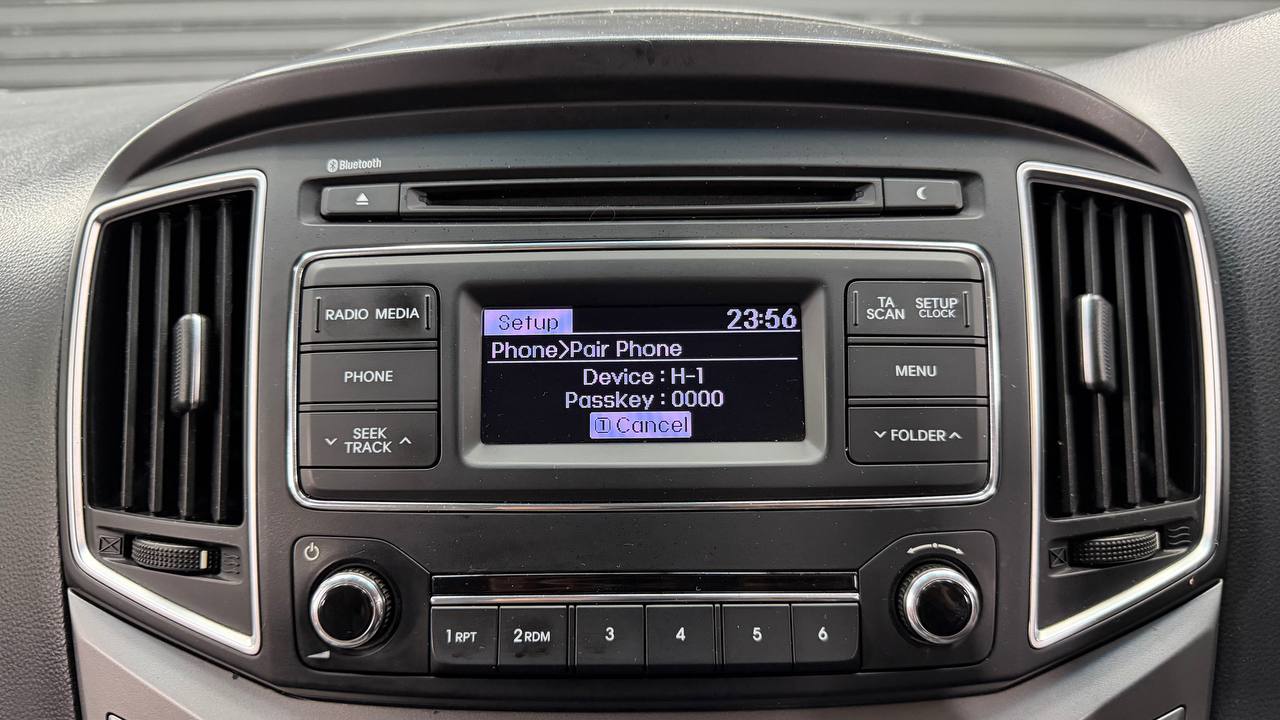 Bluetooth
RADIO MEDIA
PHONE
SEEK
TRACK
Setup 23:56
Phone>Pair Phone
Device : H-1
Passkey : 0000
1 Cancel
TA
SCAN
SETUP
CLOCK
MENU
FOLDER
1 RPT
2 RDM
3
4
5
6